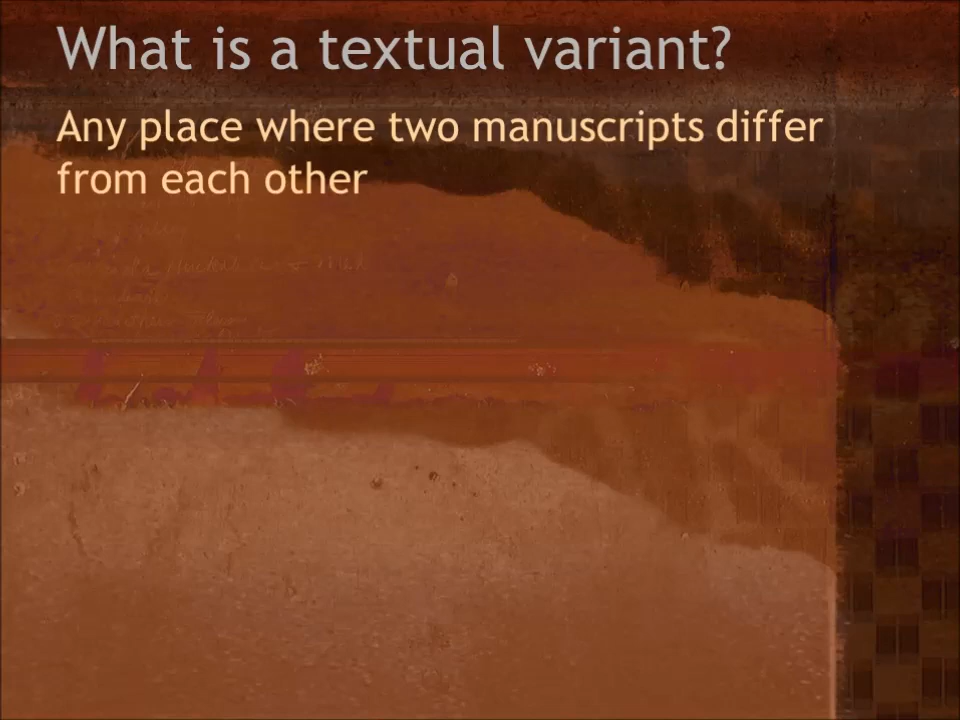 What is a textual variant?
Any place where two manuscripts differ
from each other